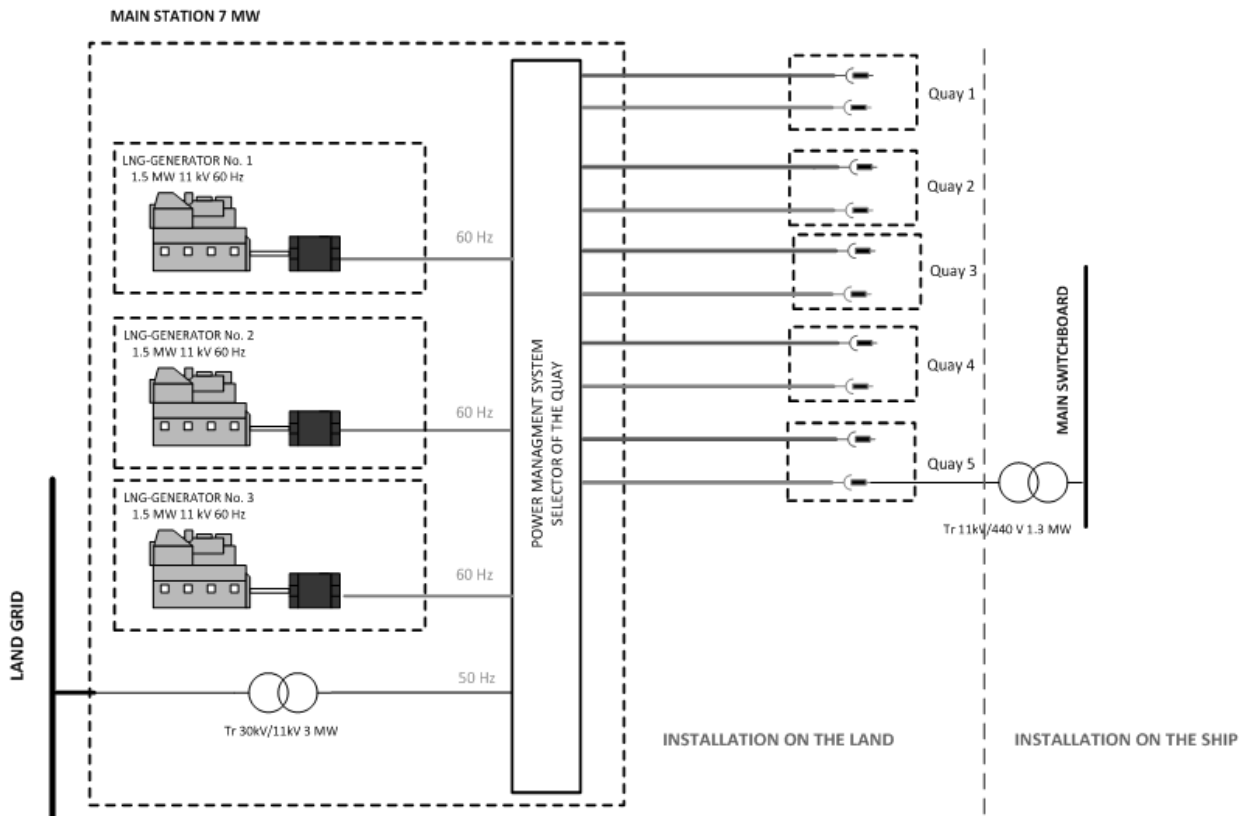 MAIN STATION 7 MW
LNG-GENERATOR No. 1
1.5 MW 11 kV 60 Hz
60 Hz
LNG-GENERATOR No. 2
1.5 MW 11 kV 60 Hz
60 Hz
LNG-GENERATOR No. 3
1.5 MW 11 kV 60 Hz
60 Hz
LAND GRID
50 Hz
Tr 30kV/11kV 3 MW
POWER MANAGMENT SYSTEM
SELECTOR OF THE QUAY
Quay 1
Quay 2
Quay 3
Quay 4
Quay 5
MAIN SWITCHBOARD
Tr 11kV/440 V 1.3 MW
INSTALLATION ON THE LAND
INSTALLATION ON THE SHIP